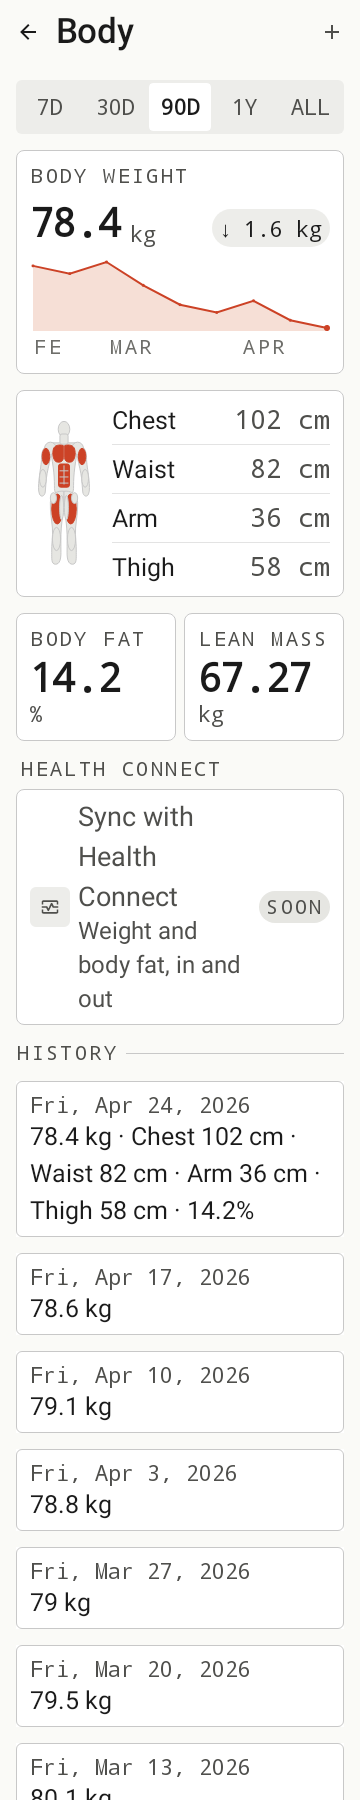 Body
7D 30D 90D 1Y ALL
BODY WEIGHT
78.4 kg ↓ 1.6 kg
FE MAR APR
Chest 102 cm
Waist 82 cm
Arm 36 cm
Thigh 58 cm
BODY FAT
14.2
%
LEAN MASS
67.27
kg
HEALTH CONNECT
Sync with
Health
Connect
Weight and
body fat, in and
out
SOON
HISTORY
Fri, Apr 24, 2026
78.4 kg · Chest 102 cm ·
Waist 82 cm · Arm 36 cm ·
Thigh 58 cm · 14.2%
Fri, Apr 17, 2026
78.6 kg
Fri, Apr 10, 2026
79.1 kg
Fri, Apr 3, 2026
78.8 kg
Fri, Mar 27, 2026
79 kg
Fri, Mar 20, 2026
79.5 kg
Fri, Mar 13, 2026
80.1 kg